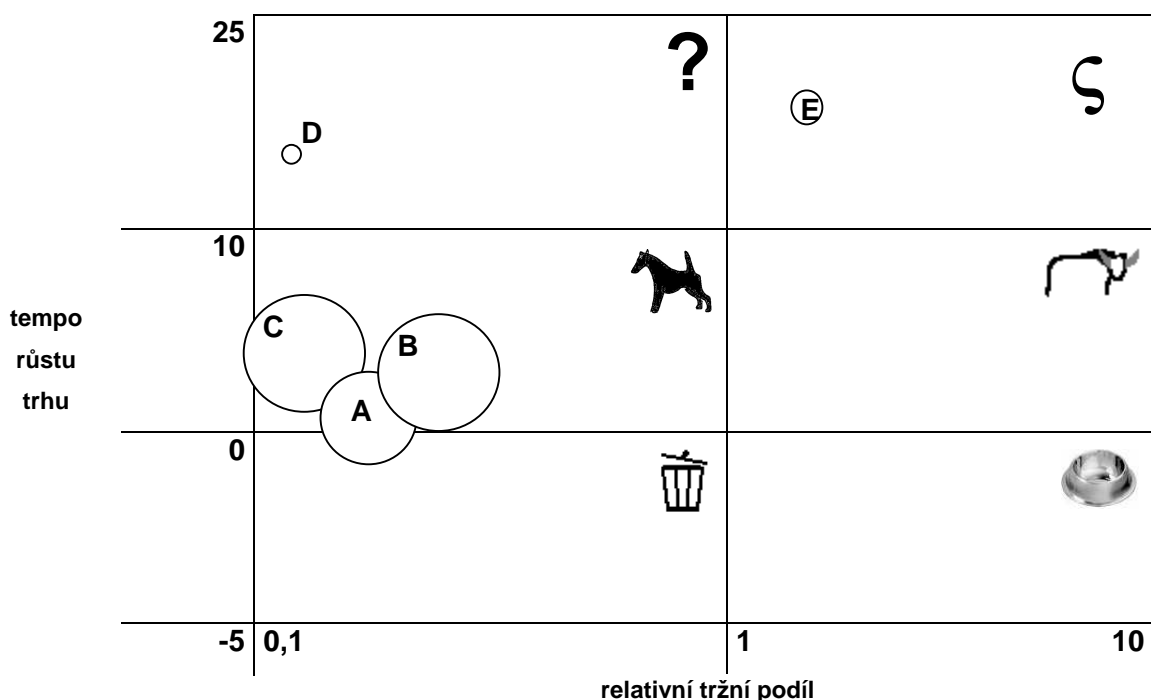 25
?
ς
D
E
10
tempo
růstu
trhu
C
B
A
0
-5
0,1
1
10
relativní tržní podíl